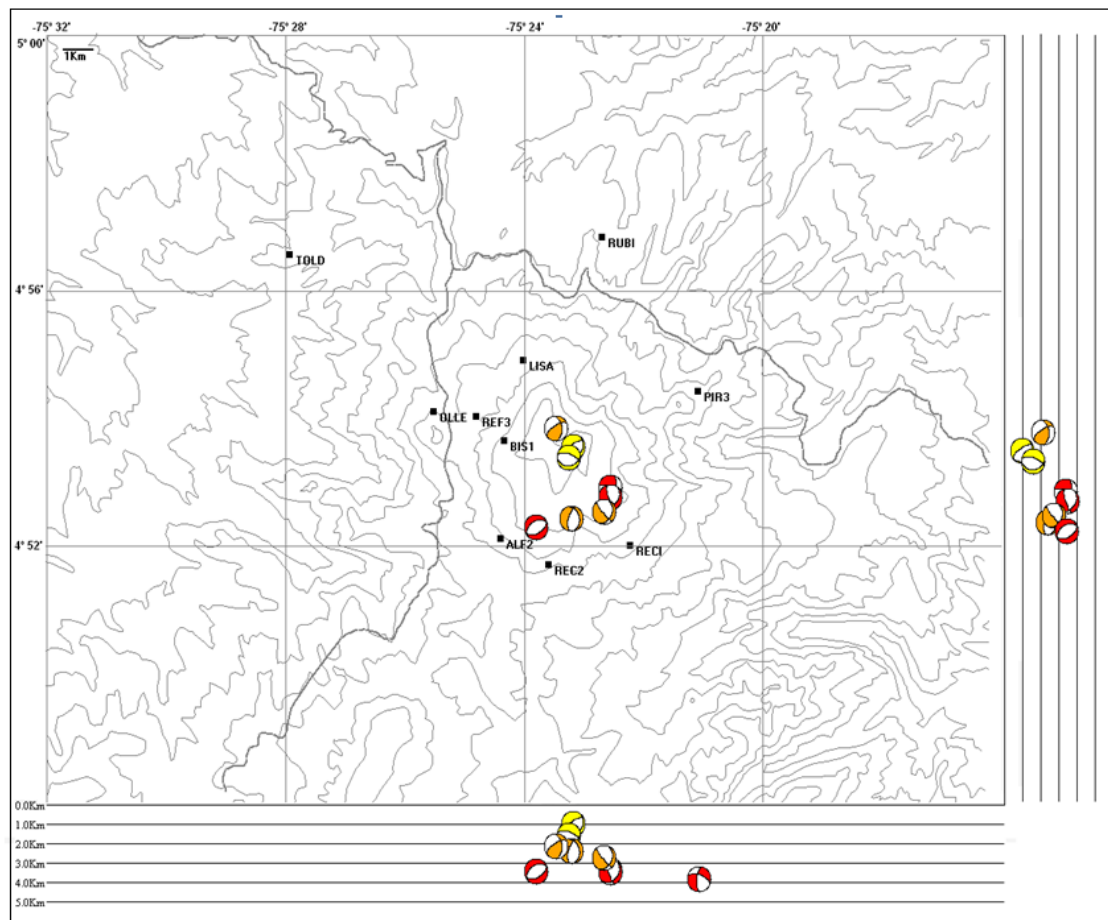 -75° 32' -75° 28' -75° 24' -75° 20'
5° 00'
1Km
RUBI
TOLD
4° 56'
LISA
PIR3
OLLE REF3
BIS1
4° 52'
ALF2 REC1
REC2
0.0Km
1.0Km
2.0Km
3.0Km
4.0Km
5.0Km